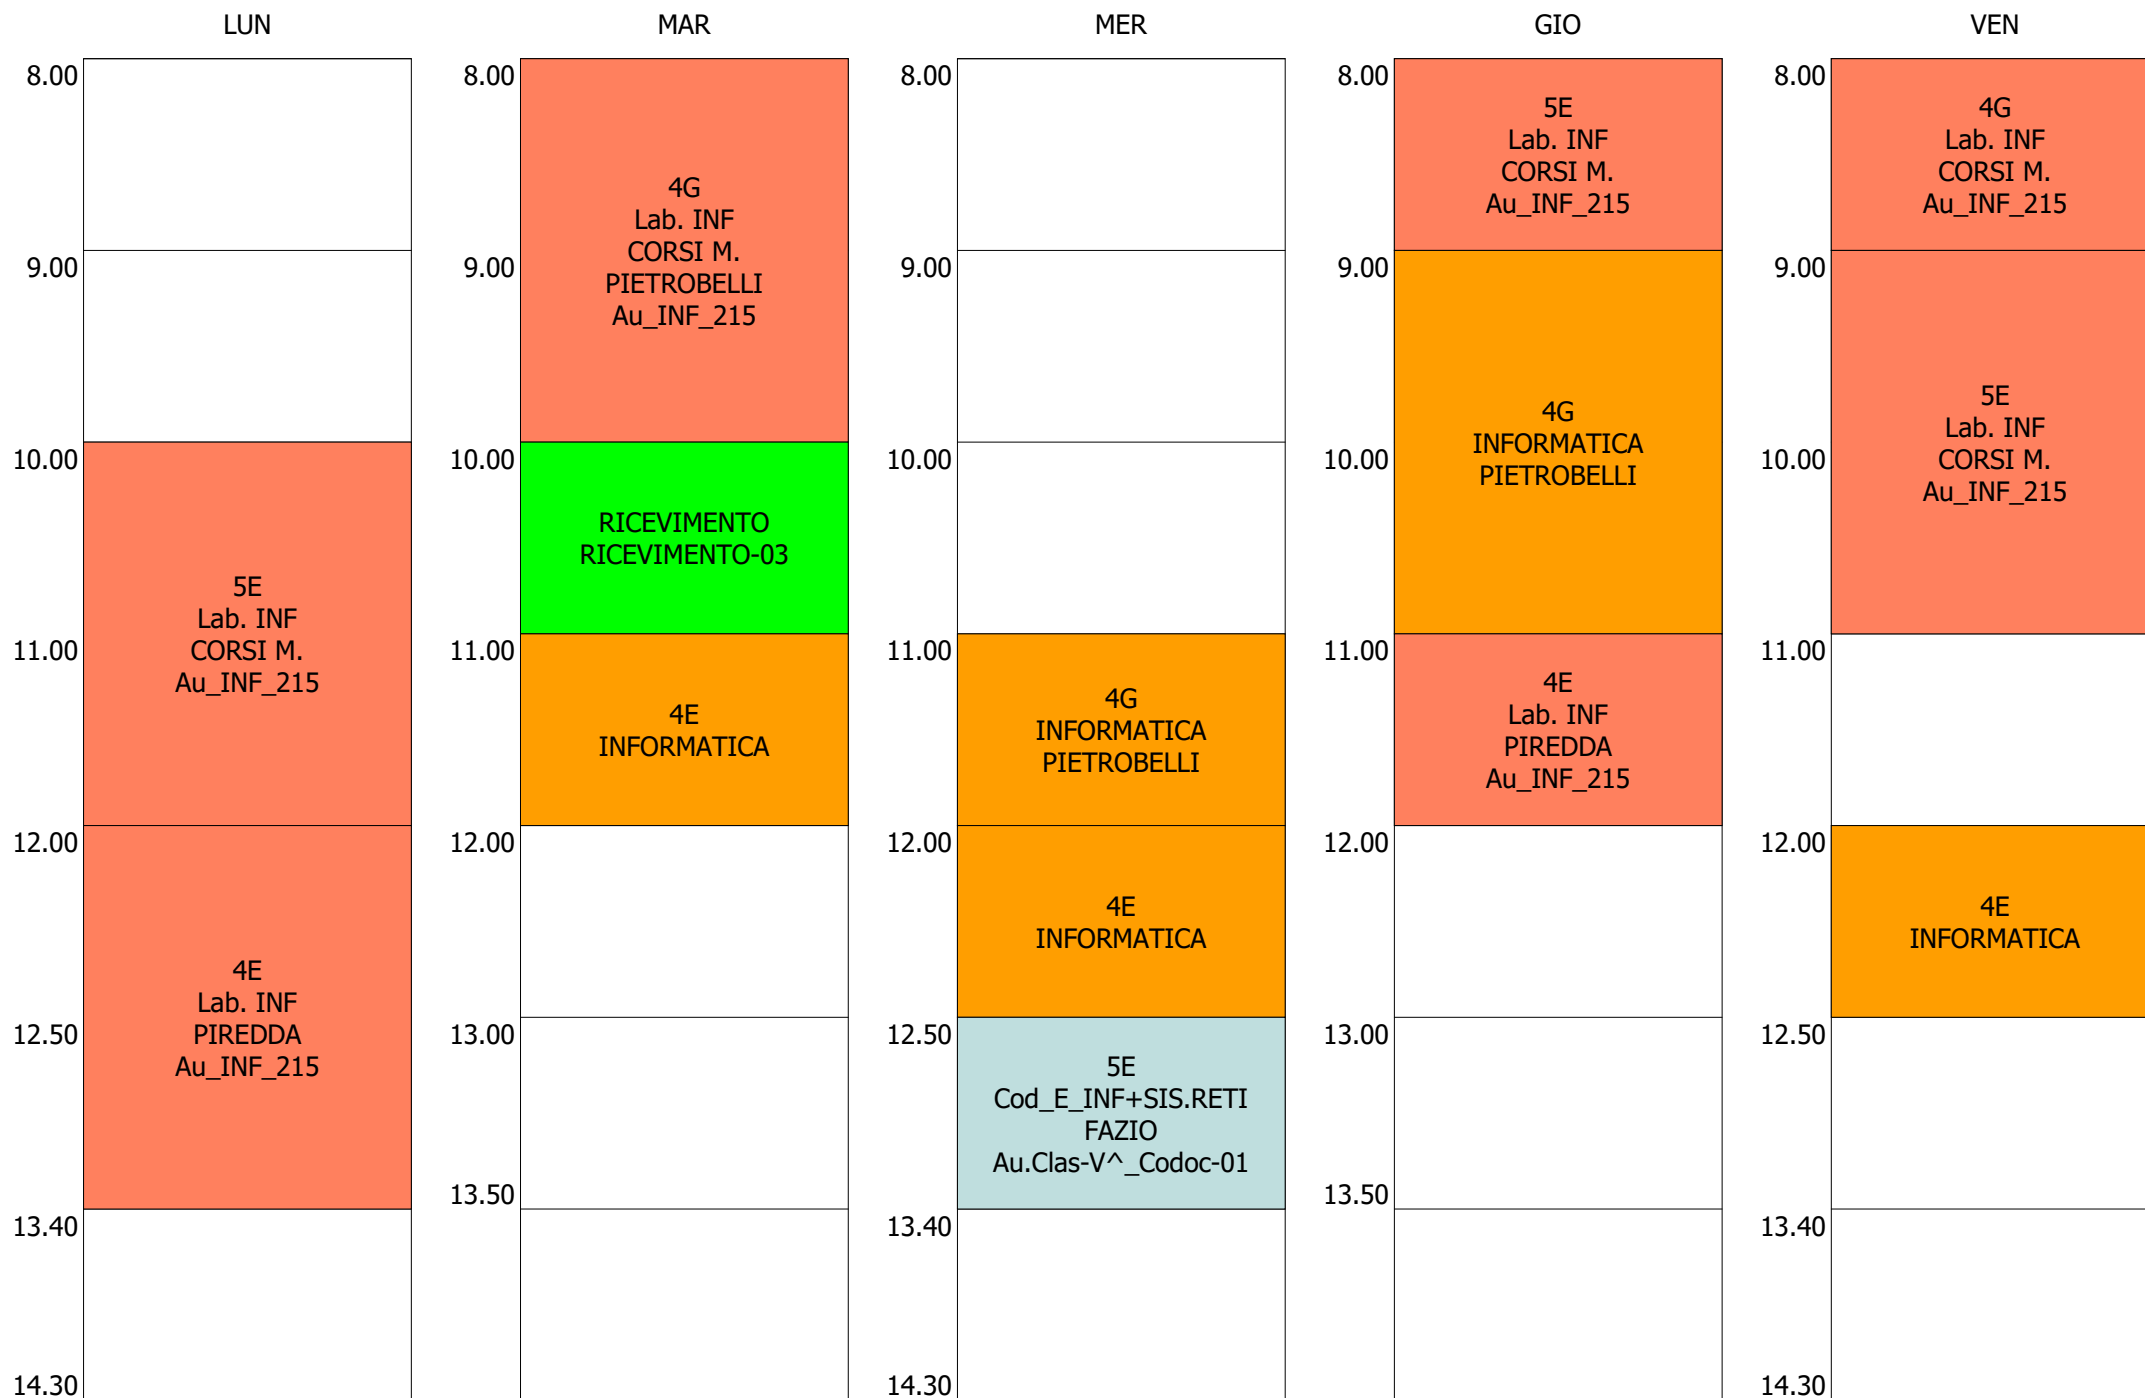 LUN
MAR
MER
GIO
VEN
8.00
9.00
10.00
5E
Lab. INF
CORSI M.
Au_INF_215
11.00
12.00
4E
Lab. INF
PIREDDA
Au_INF_215
12.50
13.40
14.30
8.00
4G
Lab. INF
CORSI M.
PIETROBELLI
Au_INF_215
9.00
10.00
RICEVIMENTO
RICEVIMENTO-03
11.00
4E
INFORMATICA
12.00
13.00
13.50
8.00
9.00
10.00
11.00
4G
INFORMATICA
PIETROBELLI
12.00
4E
INFORMATICA
12.50
5E
Cod_E_INF+SIS.RETI
FAZIO
Au.Clas-V^_Codoc-01
13.40
14.30
8.00
5E
Lab. INF
CORSI M.
Au_INF_215
9.00
4G
INFORMATICA
PIETROBELLI
10.00
11.00
4E
Lab. INF
PIREDDA
Au_INF_215
12.00
13.00
13.50
8.00
4G
Lab. INF
CORSI M.
Au_INF_215
9.00
5E
Lab. INF
CORSI M.
Au_INF_215
10.00
11.00
12.00
4E
INFORMATICA
12.50
13.40
14.30